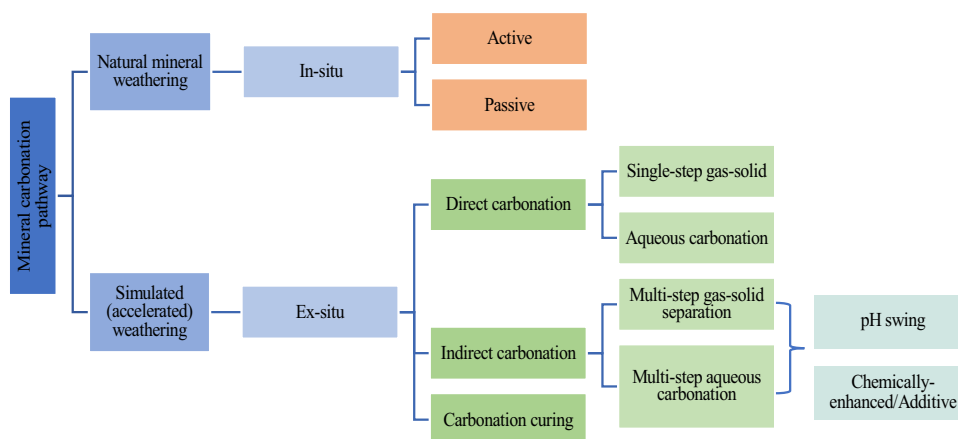 Mineral carbonation
pathway
Natural mineral
weathering
In-situ
Active
Passive
Simulated
(accelerated)
weathering
Ex-situ
Direct carbonation
Single-step gas-solid
Aqueous carbonation
Indirect carbonation
Multi-step gas-solid
separation
Multi-step aqueous
carbonation
pH swing
Chemically-
enhanced/Additive
Carbonation curing